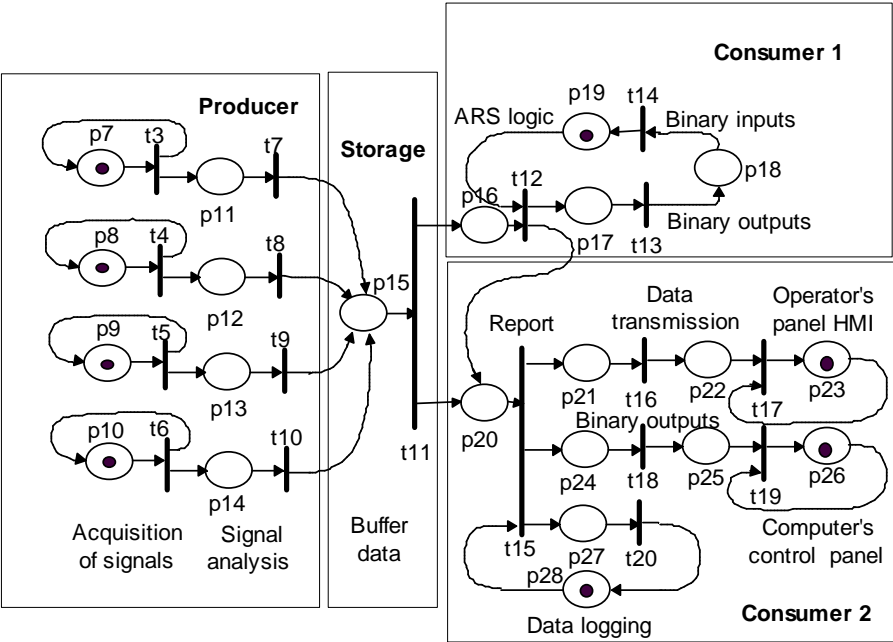 Producer
p7
t3
t7
p11
p8
t4
t8
p12
p9
t5
t9
p13
p10
t6
t10
p14
Acquisition
of signals
Signal
analysis
Storage
p15
t11
Buffer
data
Consumer 1
ARS logic
p19
t14
Binary inputs
p16
t12
p18
p17
t13
Binary outputs
Report
Data
transmission
Operator's
panel HMI
p20
p21
t16
p22
t17
p23
Binary outputs
p24
t18
p25
t19
p26
t15
p27
t20
p28
Computer's
control panel
Data logging
Consumer 2